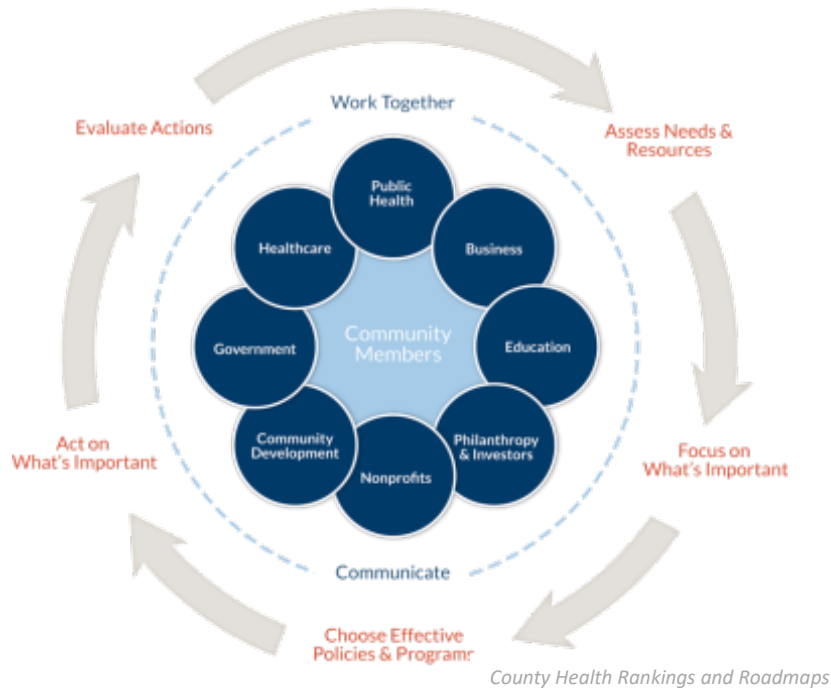 Work Together
Evaluate Actions
Assess Needs &
Resources
Public
Health
Healthcare
Business
Community
Members
Government
Education
Community
Development
Philanthropy
& Investors
Nonprofits
Act on
What's Important
Focus on
What's Important
Communicate
Choose Effective
Policies & Programs
County Health Rankings and Roadmaps